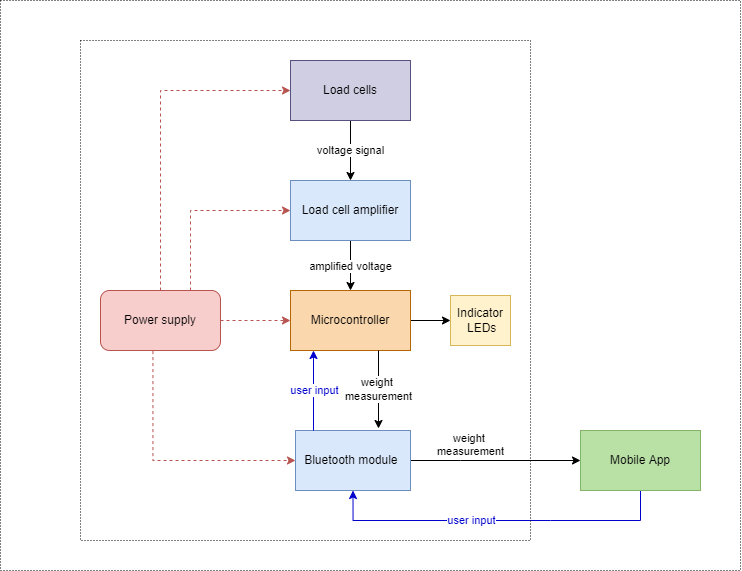 Load cells
voltage signal
Load cell amplifier
amplified voltage
Power supply
Microcontroller
Indicator
LEDs
user input
weight
measurement
Bluetooth module
weight
measurement
Mobile App
user input